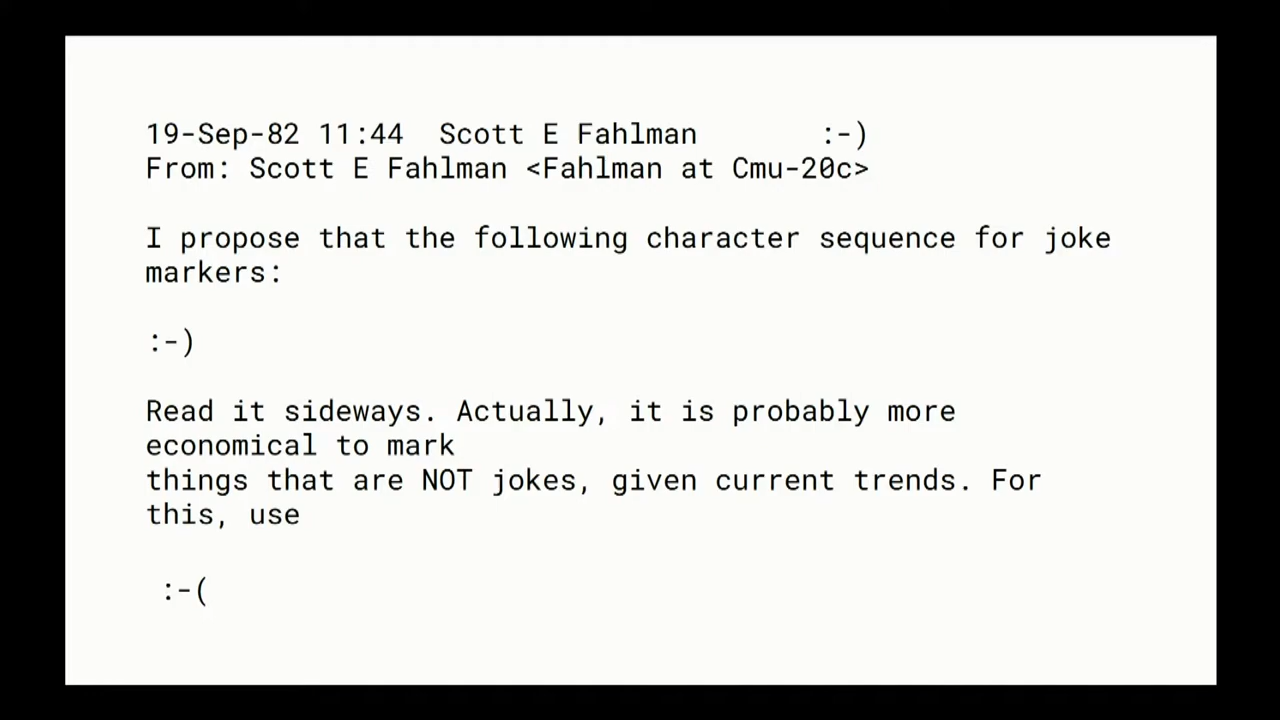 19-Sep-82 11:44  Scott E Fahlman       :-)
From: Scott E Fahlman <Fahlman at Cmu-20c>
I propose that the following character sequence for joke
markers:
:-)
Read it sideways. Actually, it is probably more
economical to mark
things that are NOT jokes, given current trends. For
this, use
:-(